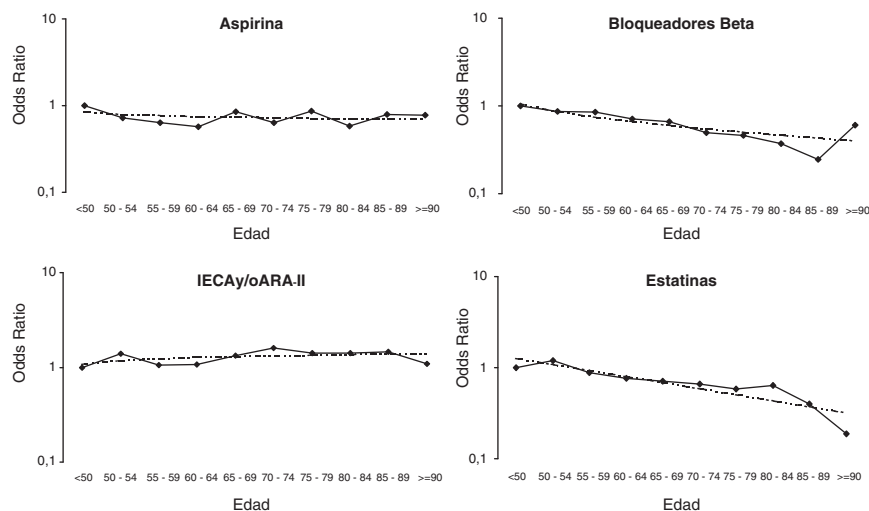 Aspirina
Odds Ratio
10
1
0,1
<50 50 - 54 55 - 59 60 - 64 65 - 69 70 - 74 75 - 79 80 - 84 85 - 89 >=90
Edad
Bloqueadores Beta
Odds Ratio
10
1
0,1
<50 50 - 54 55 - 59 60 - 64 65 - 69 70 - 74 75 - 79 80 - 84 85 - 89 >=90
Edad
IECAy/oARA-II
Odds Ratio
10
1
0,1
<50 50 - 54 55 - 59 60 - 64 65 - 69 70 - 74 75 - 79 80 - 84 85 - 89 >=90
Edad
Estatinas
Odds Ratio
10
1
0,1
<50 50 - 54 55 - 59 60 - 64 65 - 69 70 - 74 75 - 79 80 - 84 85 - 89 >=90
Edad